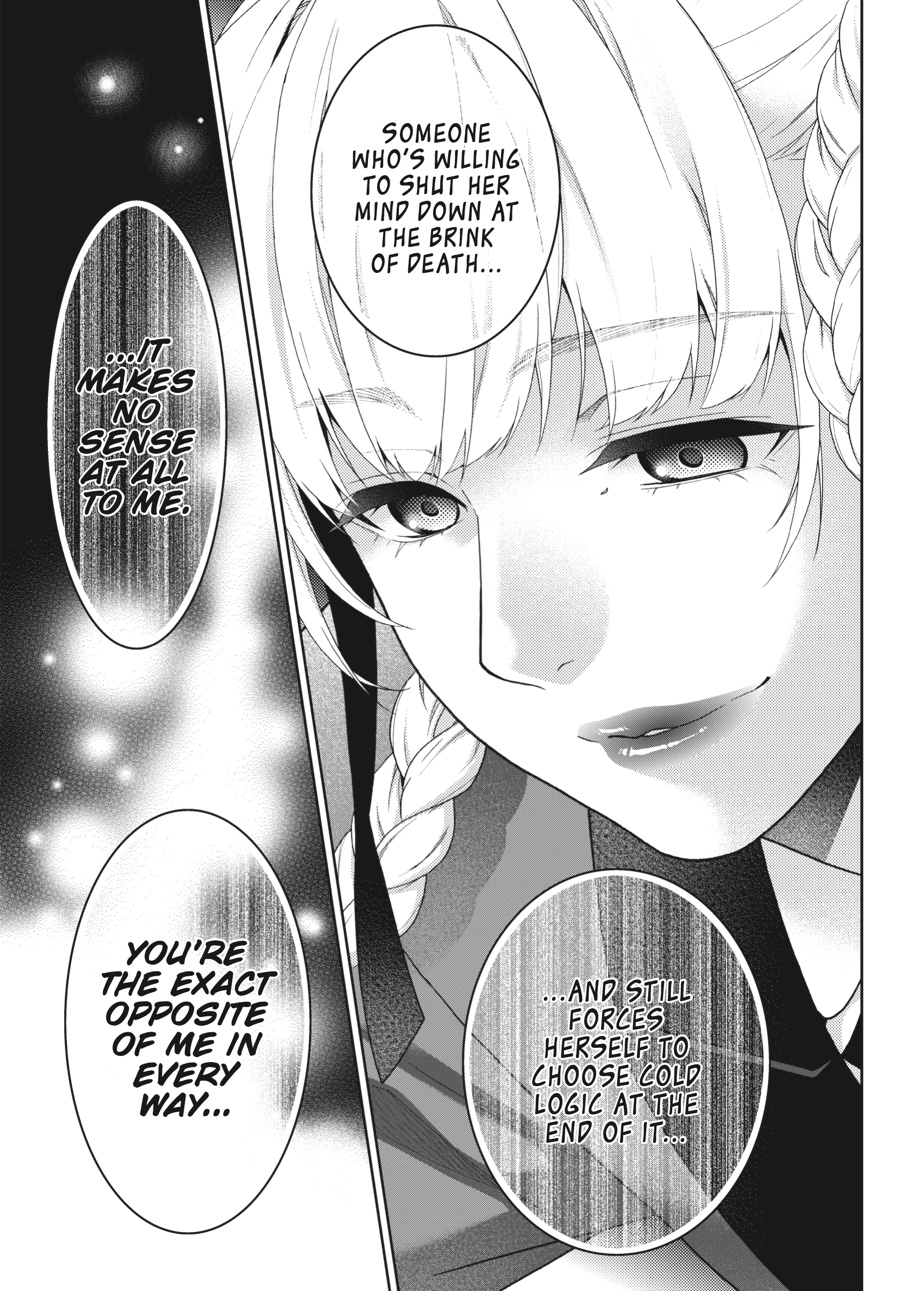 SOMEONE
WHO'S WILLING
TO SHUT HER
MIND DOWN AT
THE BRINK
OF DEATH...
...AND STILL
FORCES
HERSELF TO
CHOOSE COLD
LOGIC AT THE
END OF IT...
...IT
MAKES
NO
SENSE
AT ALL
TO ME.
YOU'RE
THE EXACT
OPPOSITE
OF ME IN
EVERY
WAY...